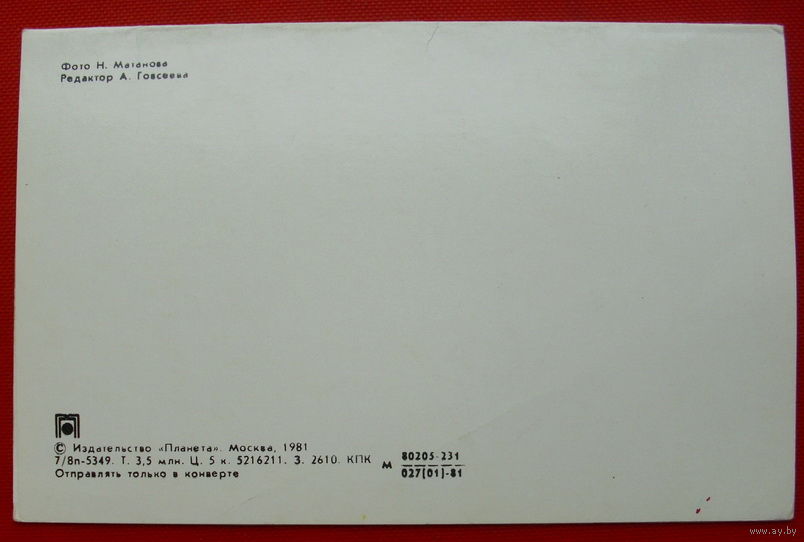 Фото Н. Матанова
Редактор А. Говсеева
© Издательство «Планета». Москва, 1981
7/8п-5349. Т. 3,5 млн. Ц. 5 к. 5216211. З. 2610. КПК
М 80205-231
027(01)-81
Отправлять только в конверте
www.ay.by